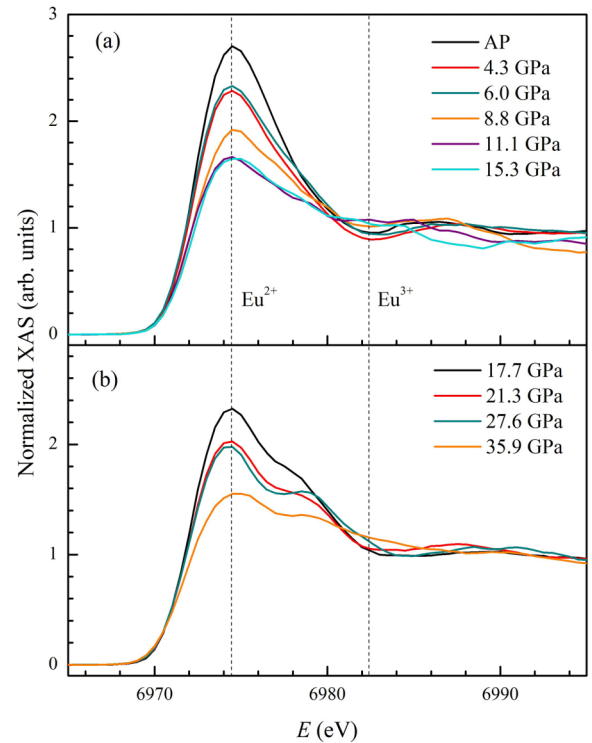 3
(a)
AP
4.3 GPa
6.0 GPa
8.8 GPa
11.1 GPa
15.3 GPa
2
1
Eu²⁺
Eu³⁺
0
Normalized XAS (arb. units)
(b)
17.7 GPa
21.3 GPa
27.6 GPa
35.9 GPa
2
1
0
6970
6980
6990
E (eV)